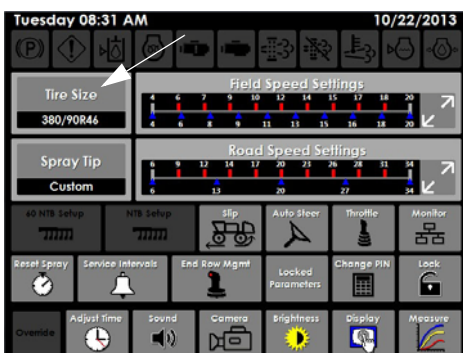 Tuesday 08:31 AM 10/22/2013
(P)
Field Speed Settings
Tire Size
4 6 7 9 10 12 14 15 17 18 20
380/90R46
4 6 8 9 11 13 15 16 18 20
Road Speed Settings
Spray Tip
6 9 12 14 17 20 23 26 28 31 34
Custom
6 13 20 27 34
60 NTB Setup NTB Setup Slip Auto Steer Throttle Monitor
Reset Spray Service Intervals End Row Mgmt Locked Parameters Change PIN Lock
Override Adjust Time Sound Camera Brightness Display Measure